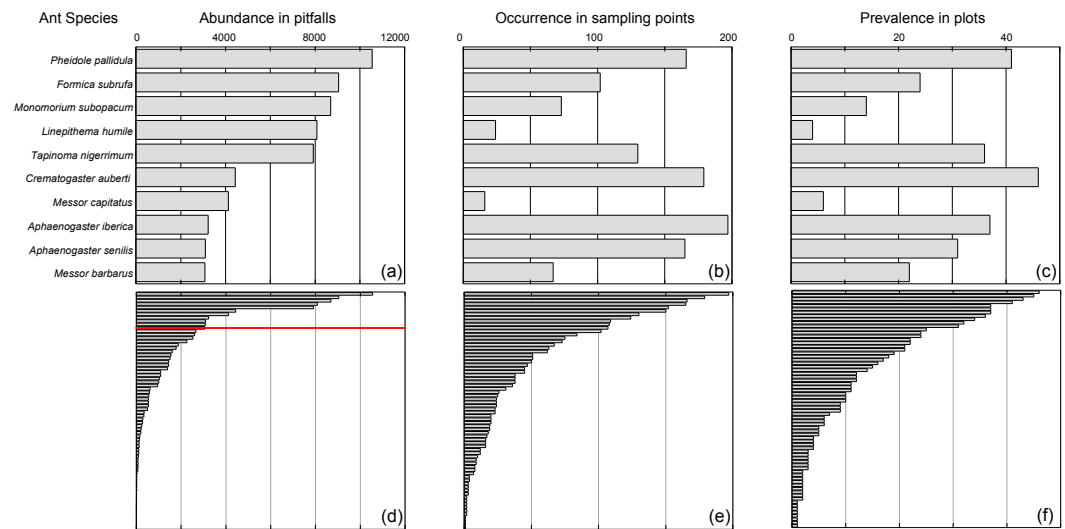 Ant Species Abundance in pitfalls Occurrence in sampling points Prevalence in plots
0 4000 8000 12000 0 100 200 0 20 40
Pheidole pallidula
Formica subrufa
Monomorium subopacum
Linepithema humile
Tapinoma nigerrimum
Crematogaster auberti
Messor capitatus
Aphaenogaster iberica
Aphaenogaster senilis
Messor barbarus
(a) (b) (c)
(d) (e) (f)